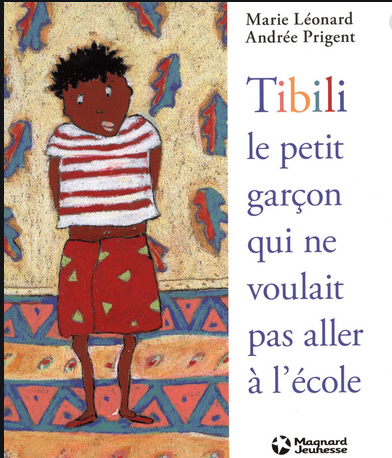 Marie Léonard
Andrée Prigent
Tibili
le petit
garçon
qui ne
voulait
pas aller
à l'école
Magnard
Jeunesse